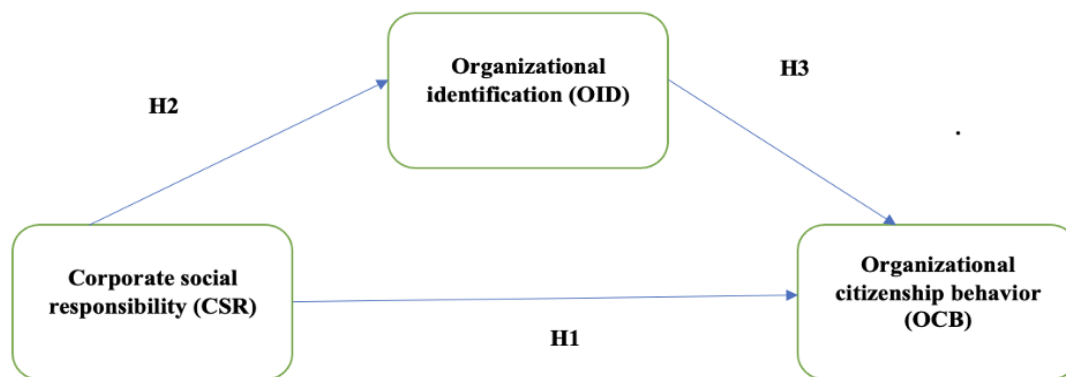 Organizational
identification (OID)
H3
H2
Corporate social
responsibility (CSR)
Organizational
citizenship behavior
(OCB)
H1